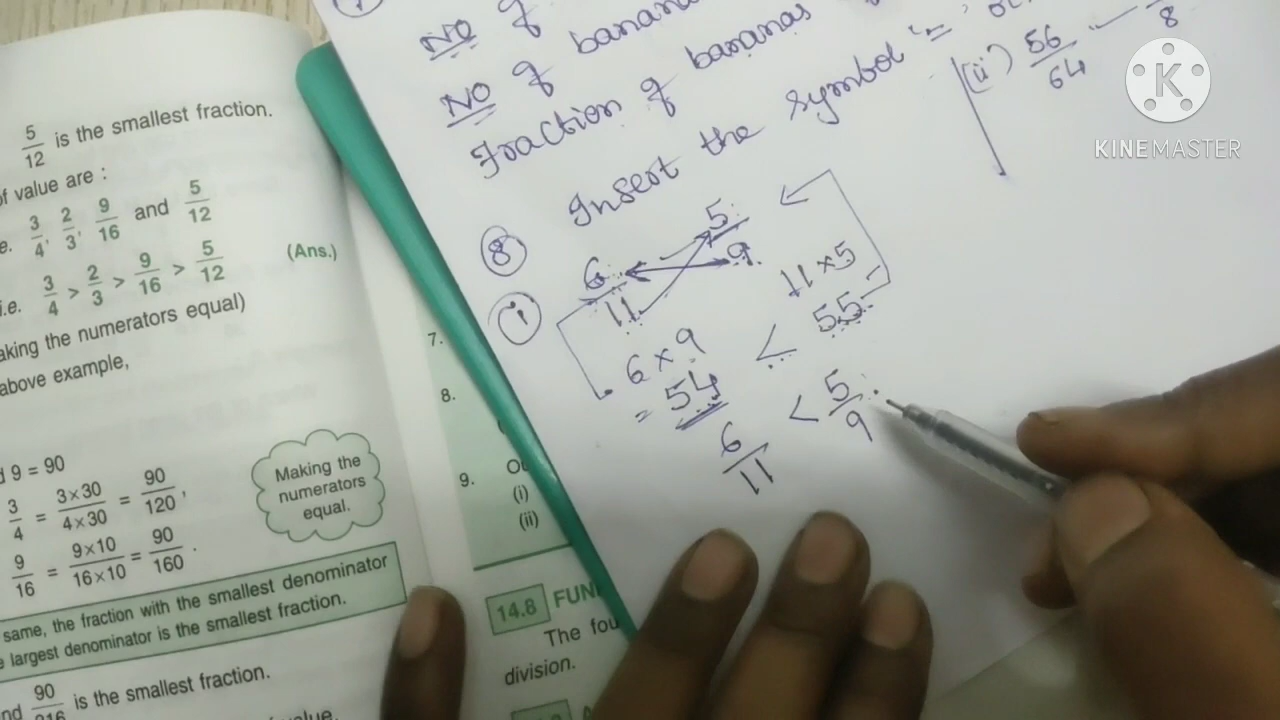 5/12 is the smallest fraction.
of value are :
e. 3/4, 2/3, 9/16 and 5/12
i.e. 3/4 > 2/3 > 9/16 > 5/12 (Ans.)
aking the numerators equal)
above example,
d 9 = 90
3/4 = 3×30/4×30 = 90/120,
9/16 = 9×10/16×10 = 90/160.
Making the
numerators
equal.
same, the fraction with the smallest denominator
e largest denominator is the smallest fraction.
nd 90/216 is the smallest fraction.
value.
7.
8.
9.
(i)
(ii)
14.8 FUN
The fou
division.
NO of
NO of banana
Fraction of bananas
Insert the symbol '=,
(ii) 56/64 8
8
i 6/11 5/9
6 × 9 11 × 5
= 54 < 55
6/11 < 5/9
KINEMASTER